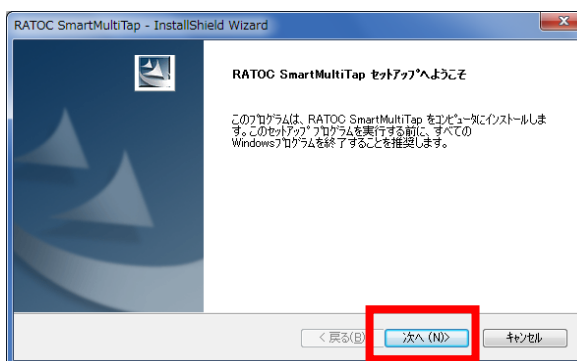 RATOC SmartMultiTap - InstallShield Wizard
RATOC SmartMultiTap ｾｯﾄｱｯﾌﾟへようこそ
このﾌﾟﾛｸﾞﾗﾑは、RATOC SmartMultiTap をｺﾝﾋﾟｭｰﾀにインストールしま
す。このｾｯﾄｱｯﾌﾟ ﾌﾟﾛｸﾞﾗﾑを実行する前に、すべての
Windowsﾌﾟﾛｸﾞﾗﾑを終了することを推奨します。
< 戻る(B)
次へ (N)>
ｷｬﾝｾﾙ